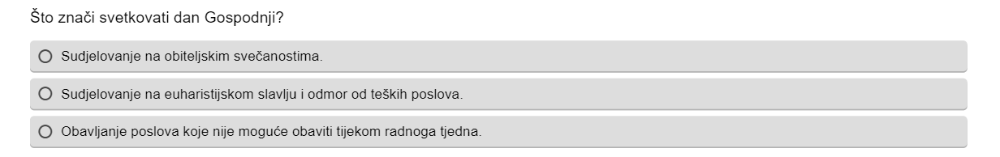 Što znači svetkovati dan Gospodnji?
Sudjelovanje na obiteljskim svečanostima.
Sudjelovanje na euharistijskom slavlju i odmor od teških poslova.
Obavljanje poslova koje nije moguće obaviti tijekom radnoga tjedna.